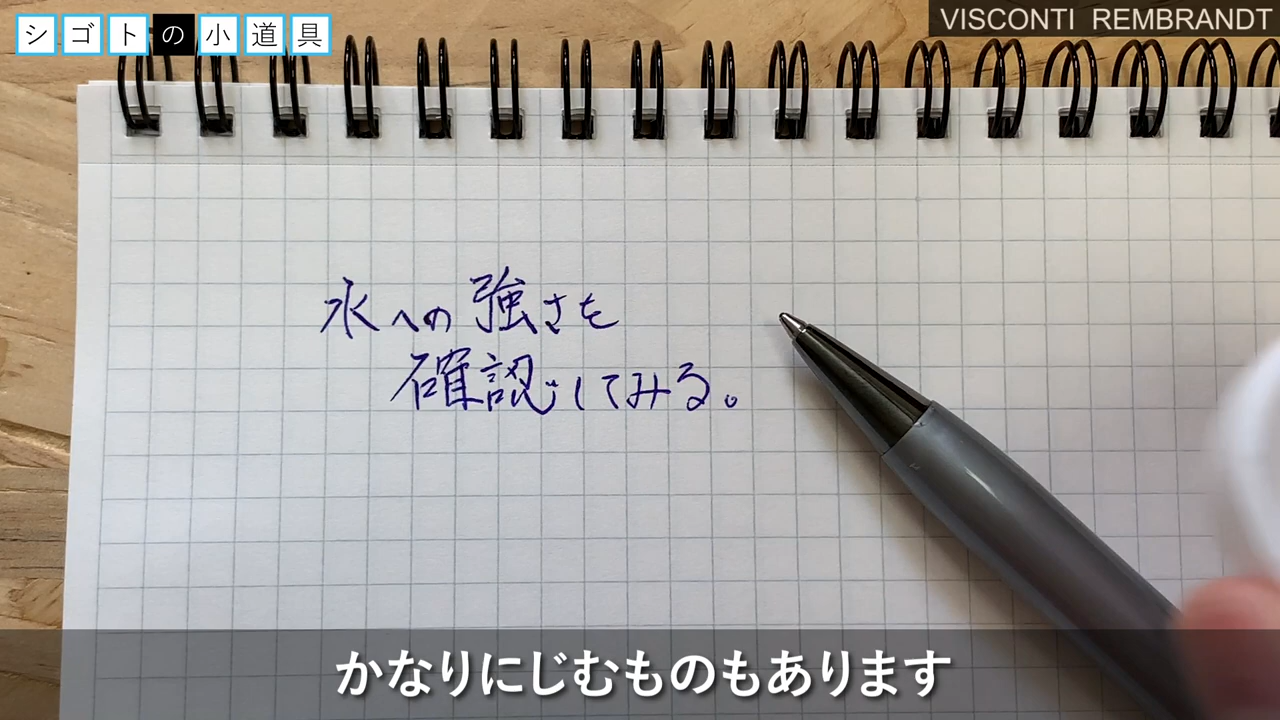 シゴトの小道具
VISCONTI REMBRANDT
水への強さを
確認してみる。
かなりにじむものもあります